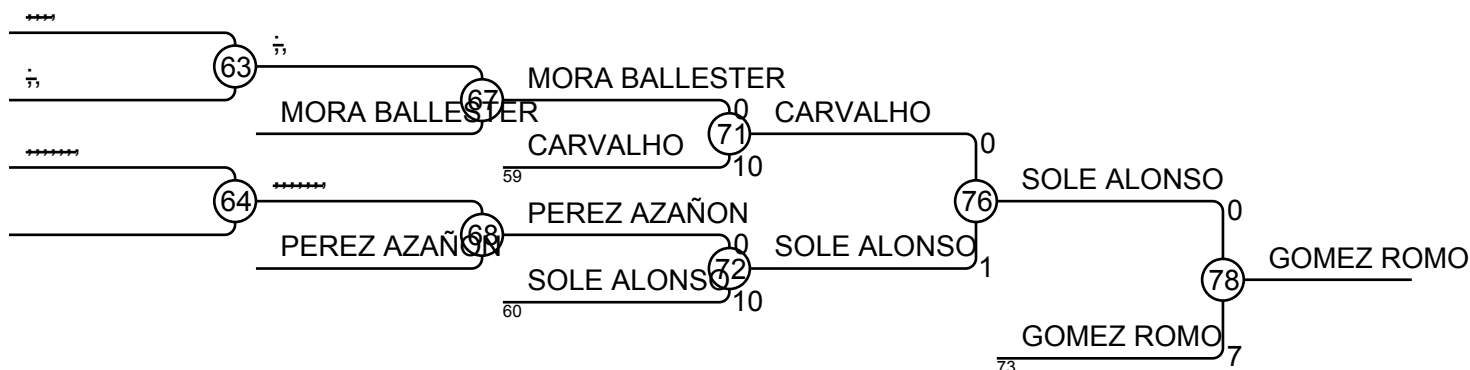 63
MORA BALLESTER
67
MORA BALLESTER
0
71
CARVALHO
59
10
CARVALHO
0
64
PEREZ AZAÑON
68
PEREZ AZAÑON
0
72
SOLE ALONSO
60
10
SOLE ALONSO
1
76
SOLE ALONSO
0
78
GOMEZ ROMO
73
7
GOMEZ ROMO